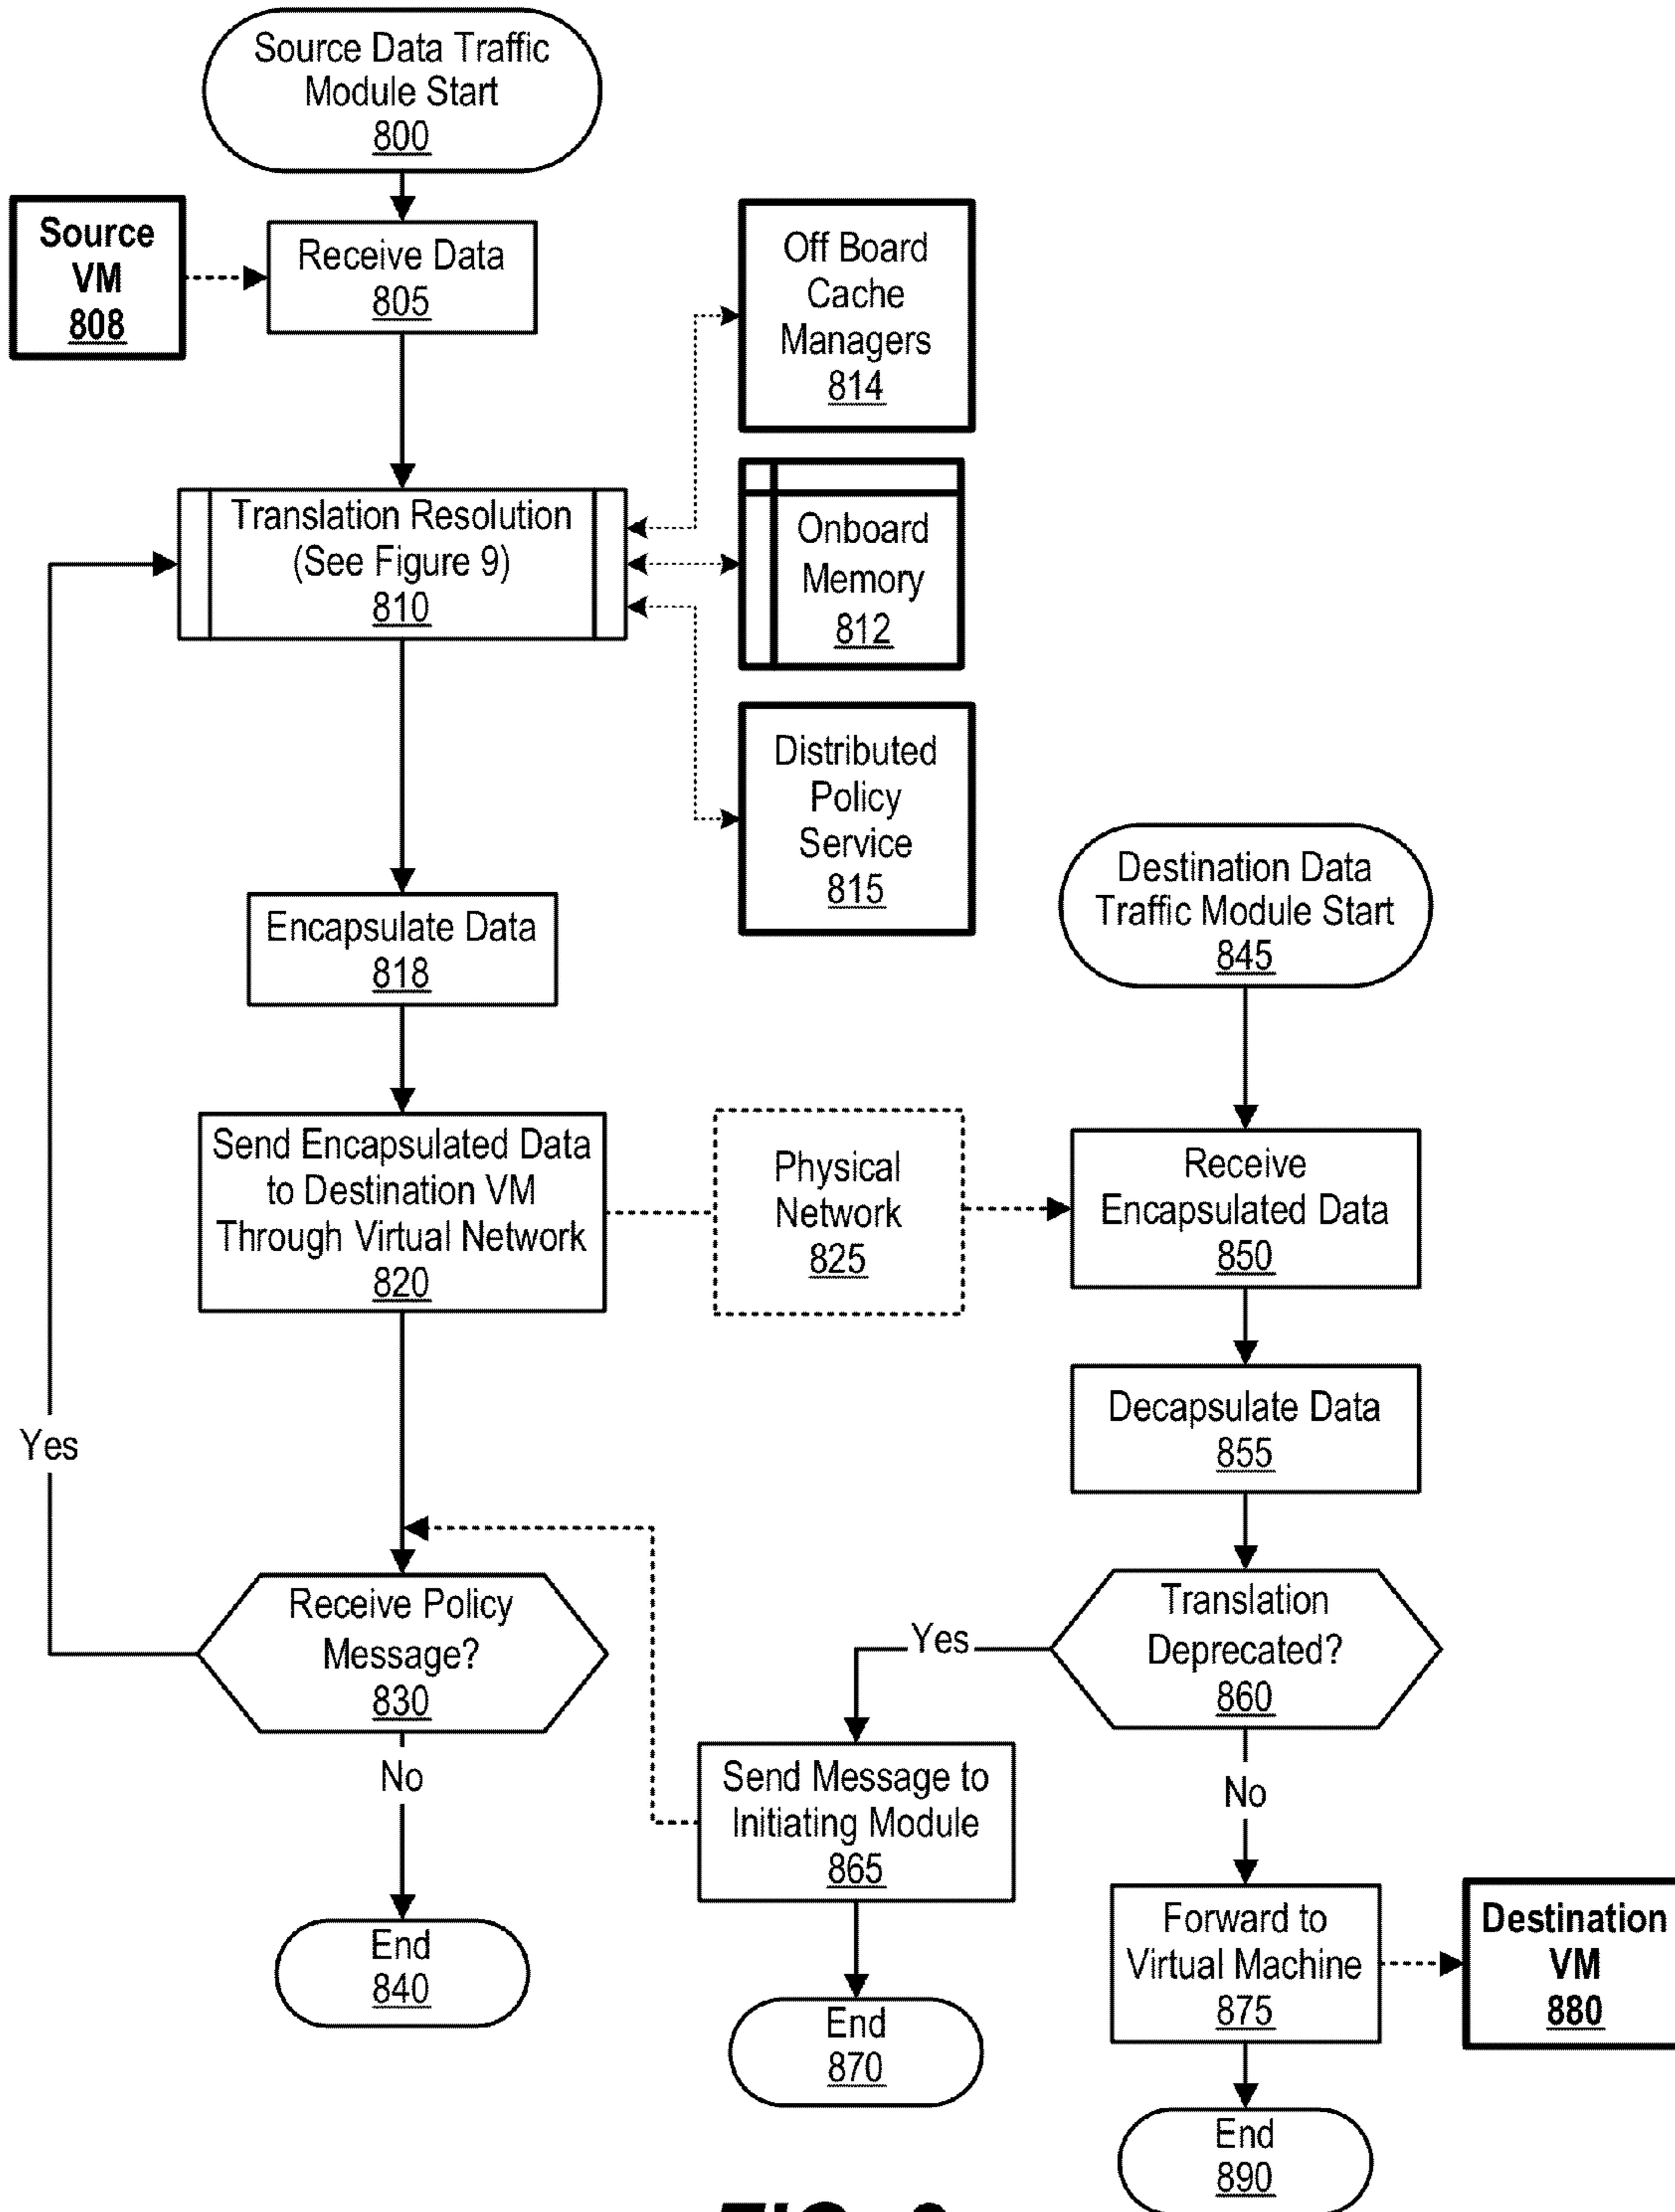 Source Data Traffic
Module Start
800
Source
VM
808
Receive Data
805
Off Board
Cache
Managers
814
Translation Resolution
(See Figure 9)
810
Onboard
Memory
812
Distributed
Policy
Service
815
Encapsulate Data
818
Destination Data
Traffic Module Start
845
Send Encapsulated Data
to Destination VM
Through Virtual Network
820
Physical
Network
825
Receive
Encapsulated Data
850
Decapsulate Data
855
Yes
Receive Policy
Message?
830
No
End
840
Translation
Deprecated?
860
Yes
Send Message to
Initiating Module
865
End
870
No
Forward to
Virtual Machine
875
Destination
VM
880
End
890